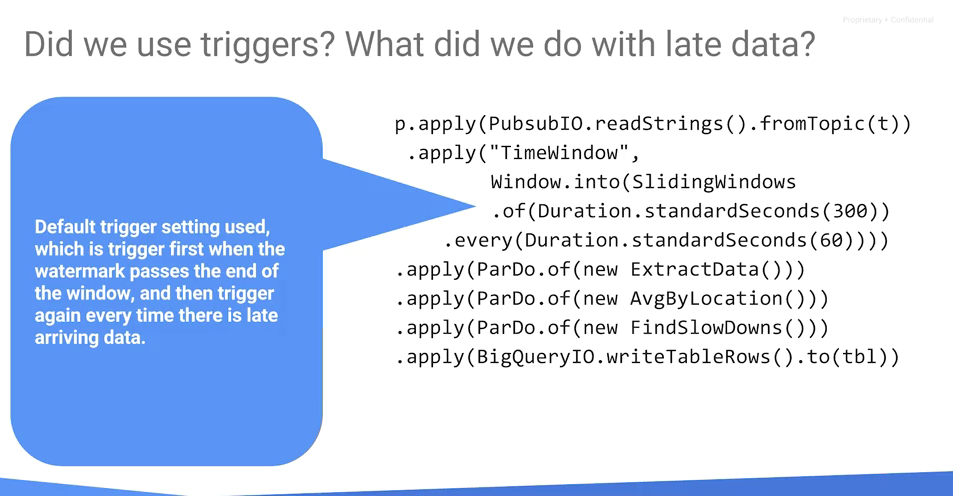 Proprietary + Confidential
Did we use triggers? What did we do with late data?
Default trigger setting used,
which is trigger first when the
watermark passes the end of
the window, and then trigger
again every time there is late
arriving data.
p.apply(PubsubIO.readStrings().fromTopic(t))
.apply("TimeWindow",
Window.into(SlidingWindows
.of(Duration.standardSeconds(300))
.every(Duration.standardSeconds(60))))
.apply(ParDo.of(new ExtractData()))
.apply(ParDo.of(new AvgByLocation()))
.apply(ParDo.of(new FindSlowDowns()))
.apply(BigQueryIO.writeTableRows().to(tbl))